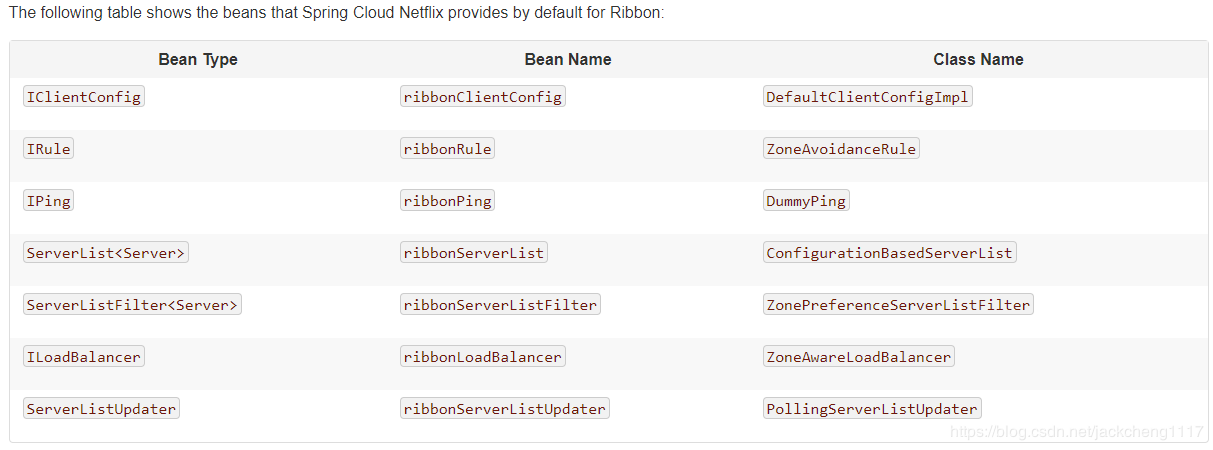 The following table shows the beans that Spring Cloud Netflix provides by default for Ribbon:
Bean Type Bean Name Class Name
IClientConfig ribbonClientConfig DefaultClientConfigImpl
IRule ribbonRule ZoneAvoidanceRule
IPing ribbonPing DummyPing
ServerList<Server> ribbonServerList ConfigurationBasedServerList
ServerListFilter<Server> ribbonServerListFilter ZonePreferenceServerListFilter
ILoadBalancer ribbonLoadBalancer ZoneAwareLoadBalancer
ServerListUpdater ribbonServerListUpdater PollingServerListUpdater
https://blog.csdn.net/jackcheng1117